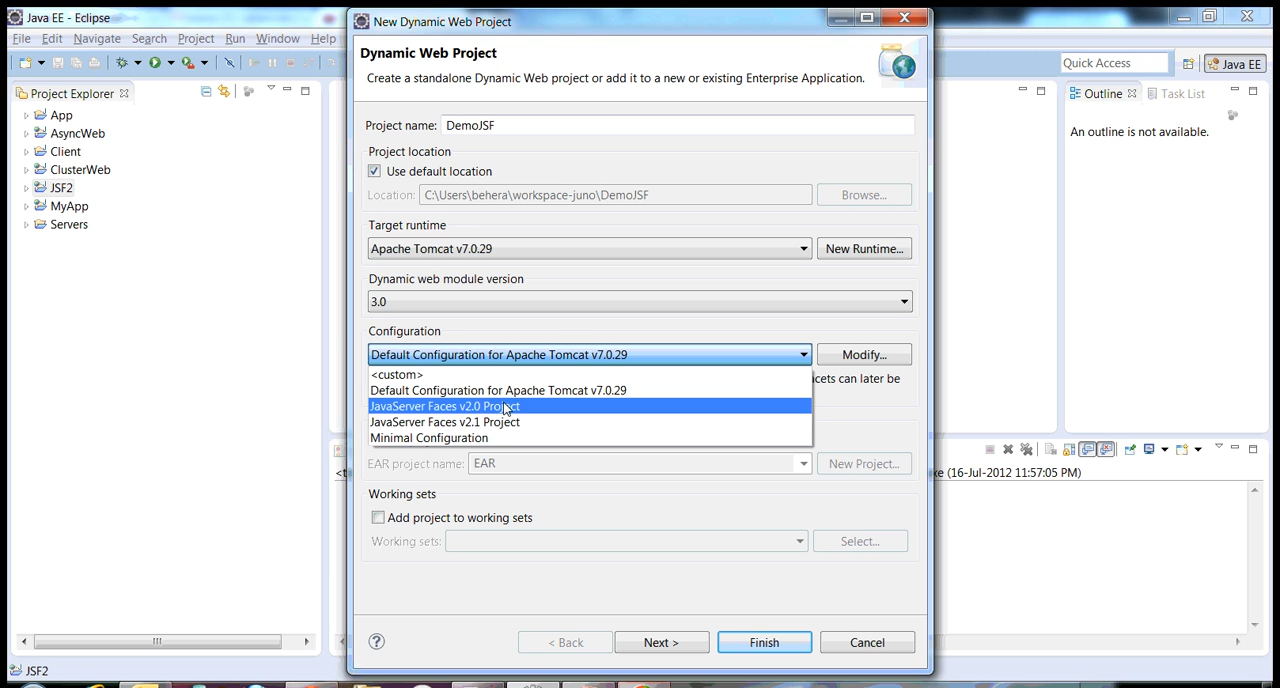 Java EE - Eclipse
File Edit Navigate Search Project Run Window Help
Quick Access
Java EE
Project Explorer
App
AsyncWeb
Client
ClusterWeb
JSF2
MyApp
Servers
New Dynamic Web Project
Dynamic Web Project
Create a standalone Dynamic Web project or add it to a new or existing Enterprise Application.
Project name: DemoJSF
Project location
Use default location
Location: C:\Users\behera\workspace-juno\DemoJSF Browse...
Target runtime
Apache Tomcat v7.0.29 New Runtime...
Dynamic web module version
3.0
Configuration
Default Configuration for Apache Tomcat v7.0.29 Modify...
<custom>
Default Configuration for Apache Tomcat v7.0.29
JavaServer Faces v2.0 Project
JavaServer Faces v2.1 Project
Minimal Configuration
can later be
EAR project name: EAR New Project...
Working sets
Add project to working sets
Working sets: Select...
< Back Next > Finish Cancel
Outline Task List
An outline is not available.
(16-Jul-2012 11:57:05 PM)
JSF2